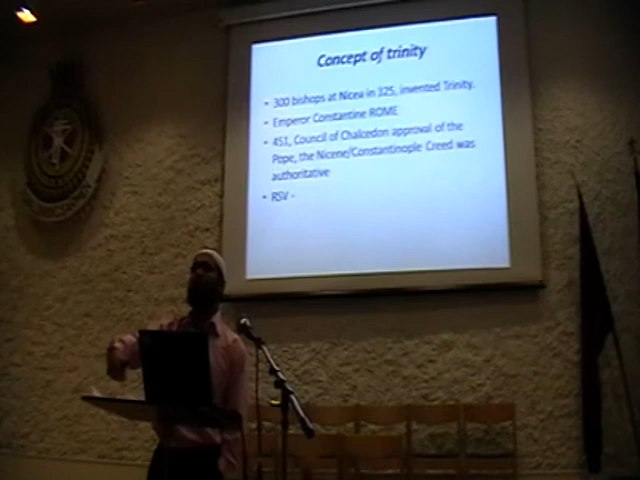 Concept of trinity
- 300 bishops at Nicea in 325, invented Trinity.
- Emperor Constantine ROME
- 451, Council of Chalcedon approval of the
Pope, the Nicene/Constantinople Creed was
authoritative
- RSV -